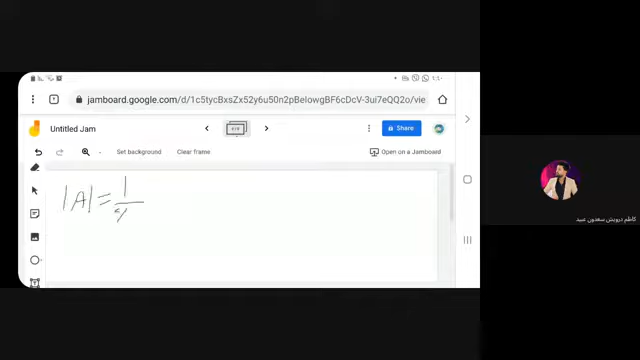 jamboard.google.com/d/1c5tycBxsZx52y6u50n2pBeIowgBF6cDcV-3ui7eQQ2o/vie
Untitled Jam
Share
Set background
Clear frame
Open on a Jamboard
|A| = 1
كاظم درويش سعدون عبيد